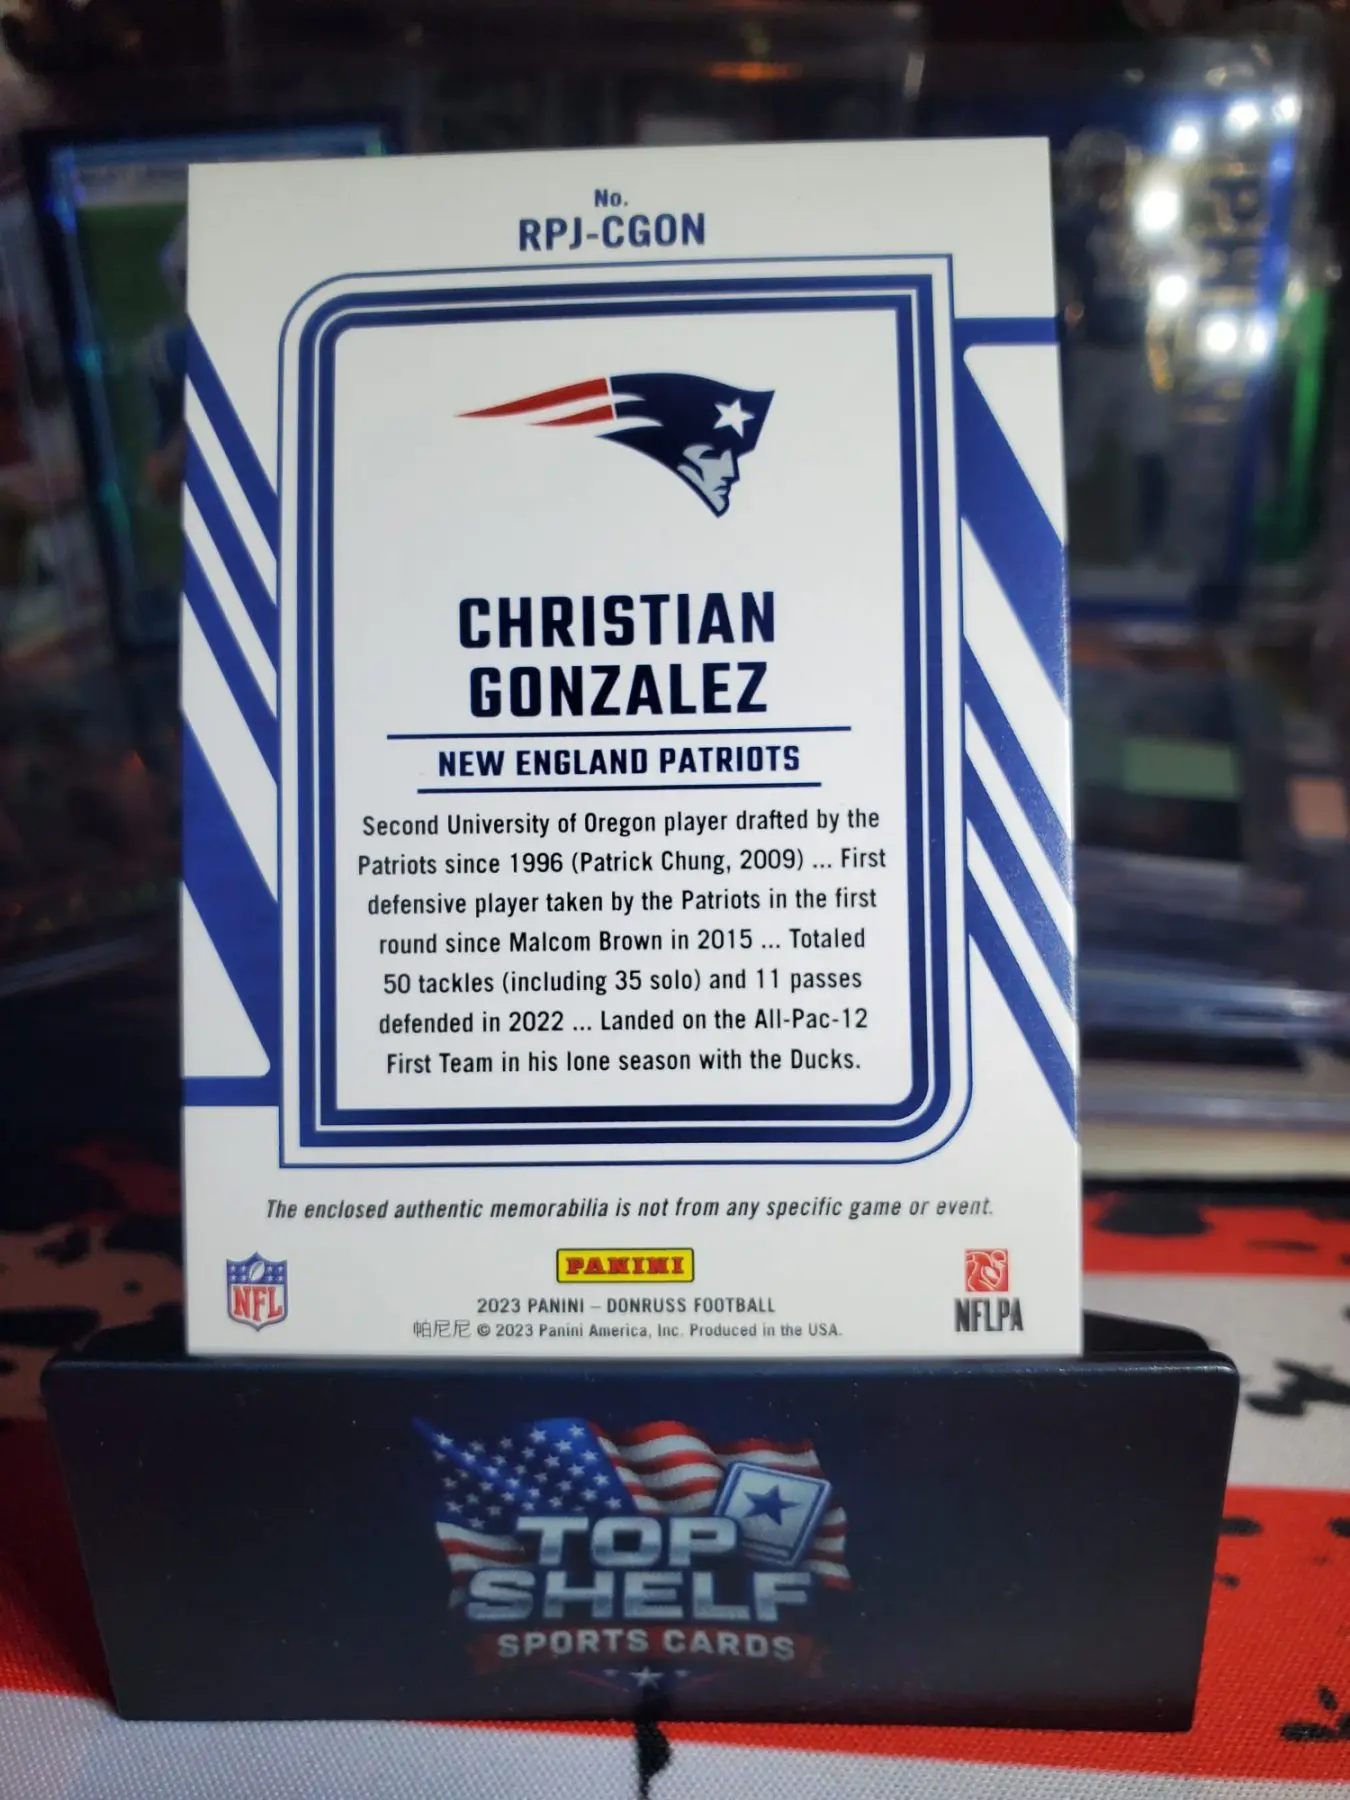 No.
RPJ-CGON
CHRISTIAN
GONZALEZ
NEW ENGLAND PATRIOTS
Second University of Oregon player drafted by the
Patriots since 1996 (Patrick Chung, 2009) ... First
defensive player taken by the Patriots in the first
round since Malcom Brown in 2015 ... Totaled
50 tackles (including 35 solo) and 11 passes
defended in 2022 ... Landed on the All-Pac-12
First Team in his lone season with the Ducks.
The enclosed authentic memorabilia is not from any specific game or event.
NFL
PANINI
NFLPA
2023 PANINI – DONRUSS FOOTBALL
帕尼尼 © 2023 Panini America, Inc. Produced in the USA.
TOP
SHELF
SPORTS CARDS